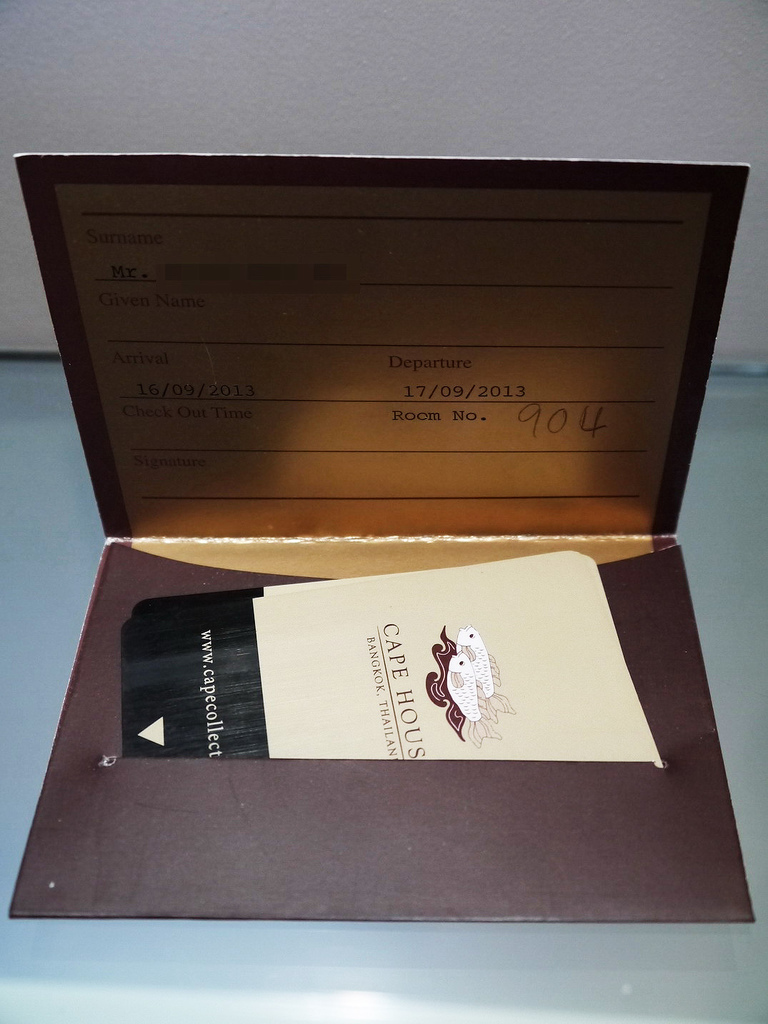 Surname
Mr.
Given Name
Arrival Departure
16/09/2013 17/09/2013
Check Out Time Room No. 904
Signature
www.capecollect
CAPE HOUS
BANGKOK, THAILAN